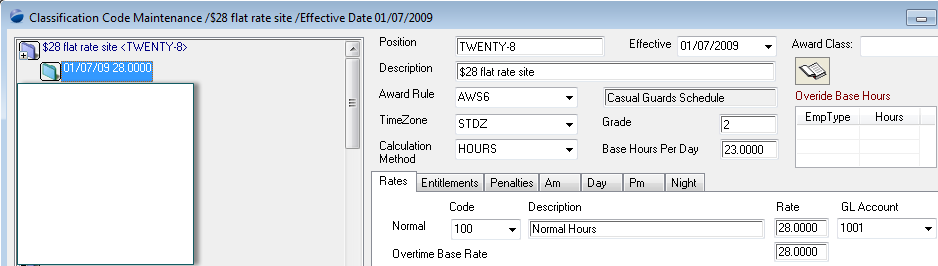 Classification Code Maintenance /$28 flat rate site /Effective Date 01/07/2009
$28 flat rate site <TWENTY-8>
01/07/09 28.0000
Position TWENTY-8 Effective 01/07/2009 Award Class:
Description $28 flat rate site
Award Rule AWS6 Casual Guards Schedule Overide Base Hours
TimeZone STDZ Grade 2 EmpType Hours
Calculation Method HOURS Base Hours Per Day 23.0000
Rates Entitlements Penalties Am Day Pm Night
Code Description Rate GL Account
Normal 100 Normal Hours 28.0000 1001
Overtime Base Rate 28.0000